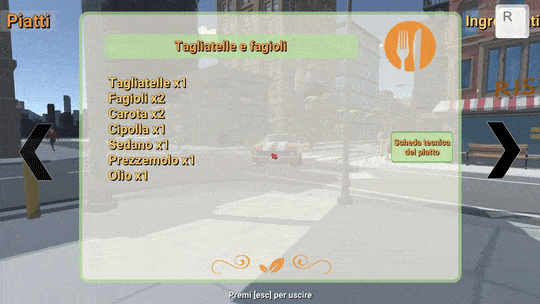 Piatti
R
Tagliatelle e fagioli
Tagliatelle x1
Fagioli x2
Carota x2
Cipolla x1
Sedano x1
Prezzemolo x1
Olio x1
Scheda tecnica
del piatto
RIS
Premi [esc] per uscire